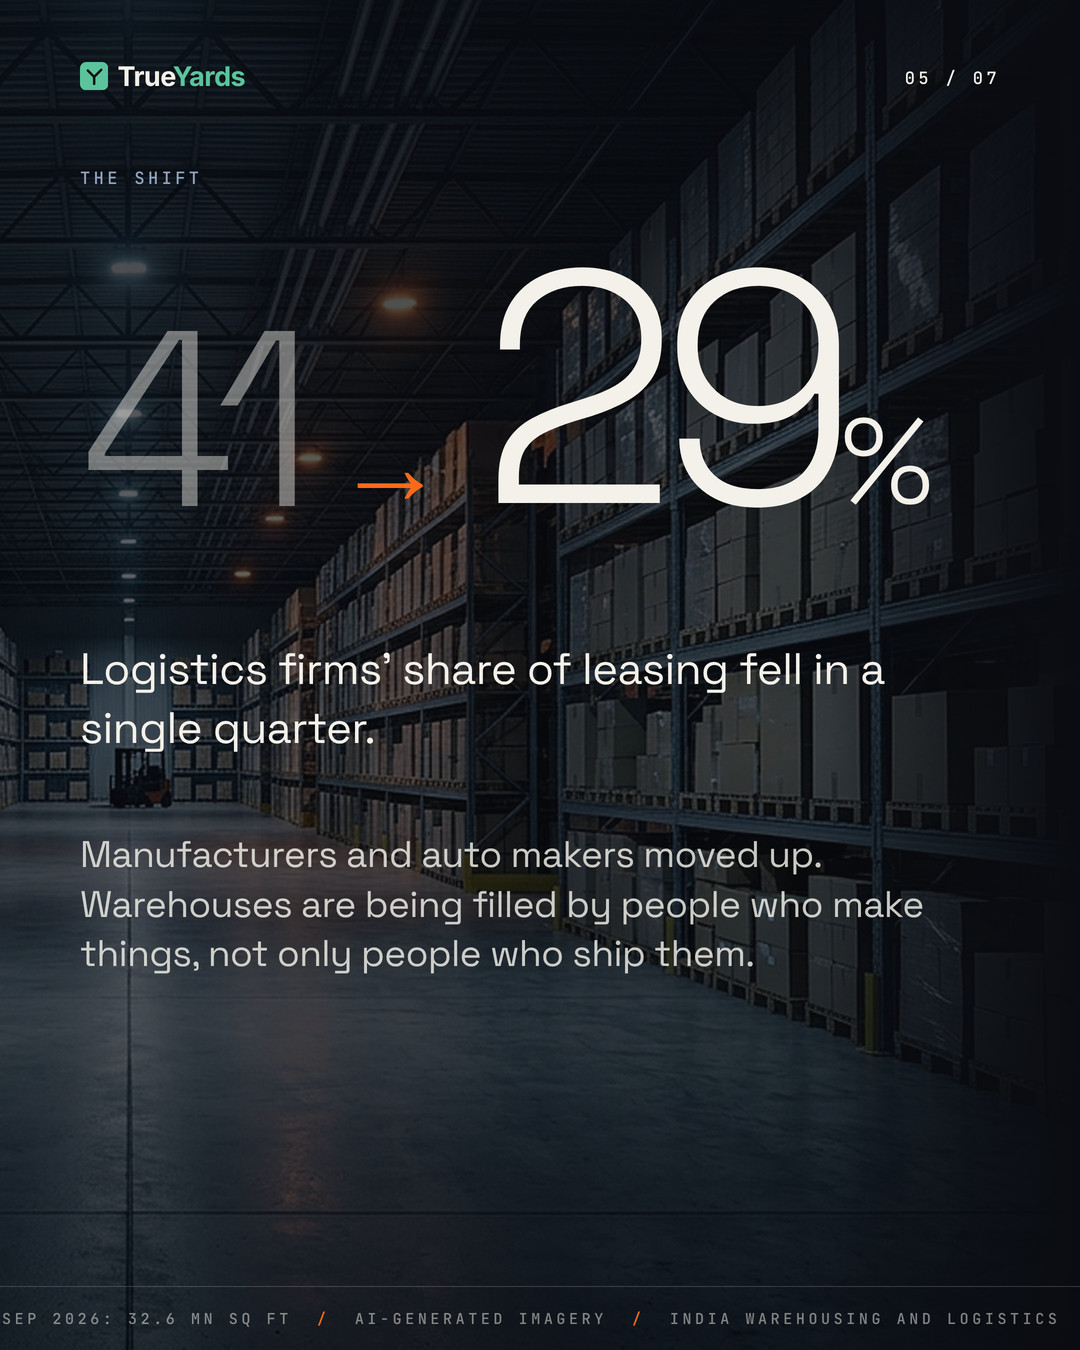 TrueYards
05 / 07
THE SHIFT
41 → 29%
Logistics firms’ share of leasing fell in a
single quarter.
Manufacturers and auto makers moved up.
Warehouses are being filled by people who make
things, not only people who ship them.
SEP 2026: 32.6 MN SQ FT / AI-GENERATED IMAGERY / INDIA WAREHOUSING AND LOGISTICS